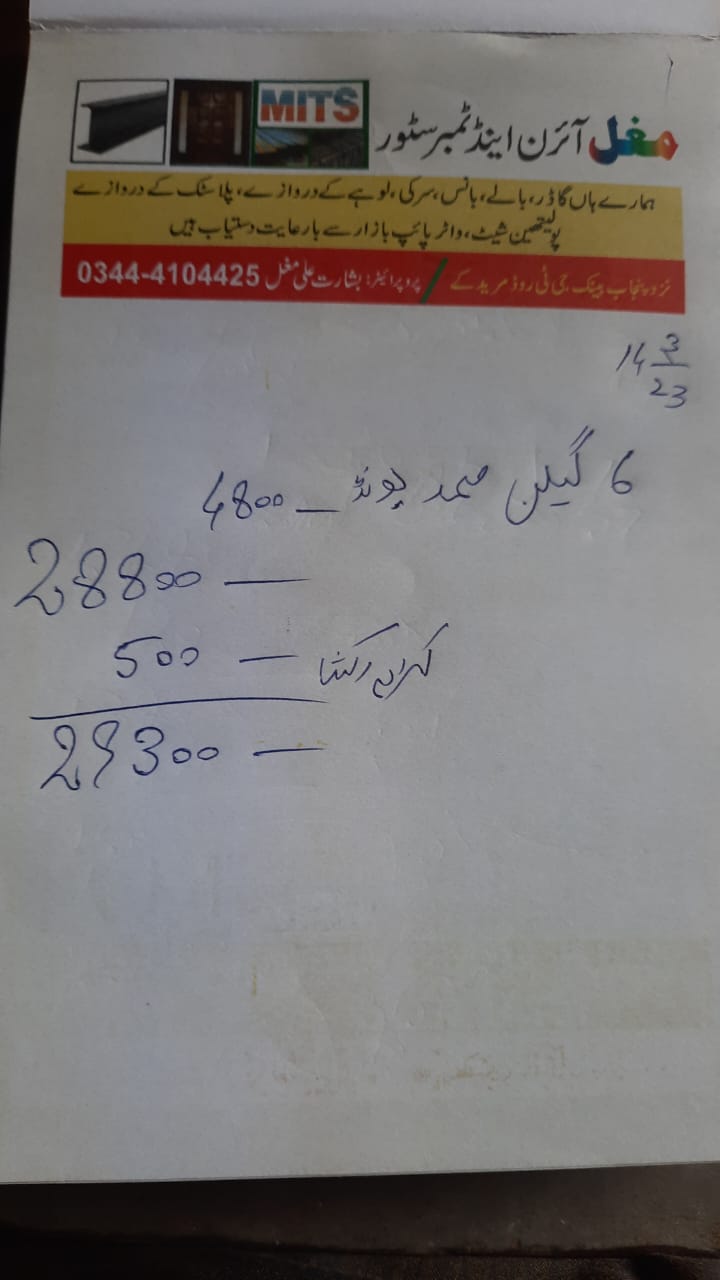 MITS
مغل آئرن اینڈ ٹمبر سٹور
ہمارے ہاں گاڈر، بالے، بانس، سرکی، لوہے کے دروازے، پلاسٹک کے دروازے
پولیتھین شیٹ، واٹر پائپ بازار سے بارعایت دستیاب ہیں
نزد پنجاب بینک، جی ٹی روڈ مریدکے / پروپرائیٹر: بشارت علی مغل 0344-4104425
14 3/23
6 گیلن صمد بونڈ — 4800
28800 —
کرایہ رکشا — 500
29300 —